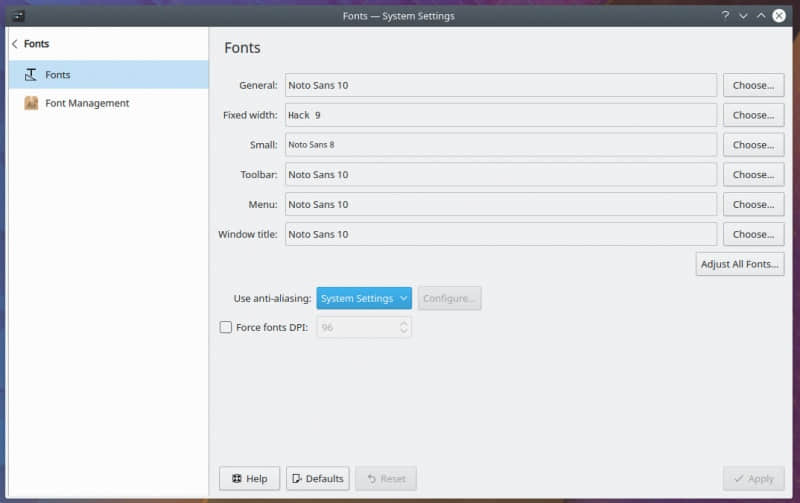 Fonts — System Settings
Fonts
Fonts
Font Management
Fonts
General: Noto Sans 10 Choose...
Fixed width: Hack 9 Choose...
Small: Noto Sans 8 Choose...
Toolbar: Noto Sans 10 Choose...
Menu: Noto Sans 10 Choose...
Window title: Noto Sans 10 Choose...
Adjust All Fonts...
Use anti-aliasing: System Settings Configure...
Force fonts DPI: 96
Help Defaults Reset Apply